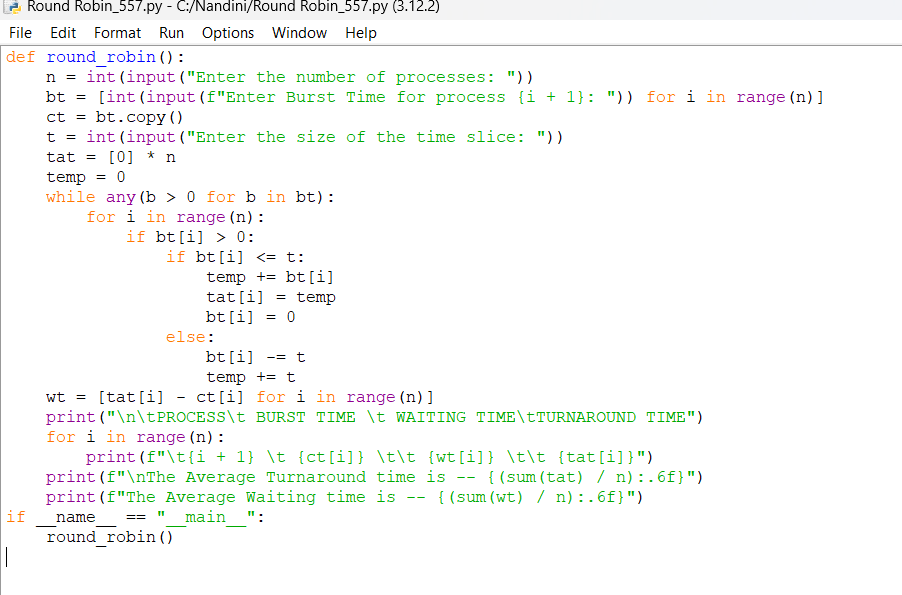 Round Robin_557.py - C:/Nandini/Round Robin_557.py (3.12.2)
File Edit Format Run Options Window Help
def round_robin():
    n = int(input("Enter the number of processes: "))
    bt = [int(input(f"Enter Burst Time for process {i + 1}: ")) for i in range(n)]
    ct = bt.copy()
    t = int(input("Enter the size of the time slice: "))
    tat = [0] * n
    temp = 0
    while any(b > 0 for b in bt):
        for i in range(n):
            if bt[i] > 0:
                if bt[i] <= t:
                    temp += bt[i]
                    tat[i] = temp
                    bt[i] = 0
                else:
                    bt[i] -= t
                    temp += t
    wt = [tat[i] - ct[i] for i in range(n)]
    print("\n\tPROCESS\t BURST TIME \t WAITING TIME\tTURNAROUND TIME")
    for i in range(n):
        print(f"\t{i + 1} \t {ct[i]} \t\t {wt[i]} \t\t {tat[i]}")
    print(f"\nThe Average Turnaround time is -- {(sum(tat) / n):.6f}")
    print(f"The Average Waiting time is -- {(sum(wt) / n):.6f}")
if __name__ == "__main__":
    round_robin()